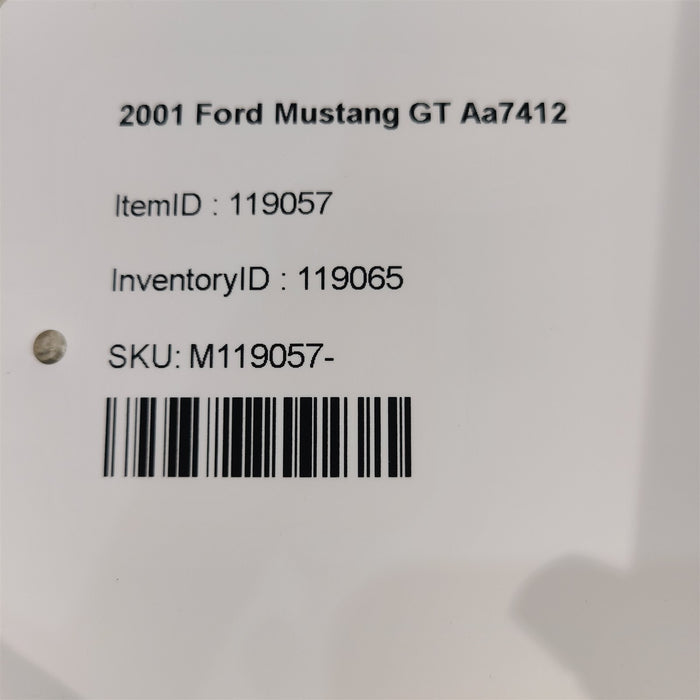 2001 Ford Mustang GT Aa7412
ItemID : 119057
InventoryID : 119065
SKU: M119057-